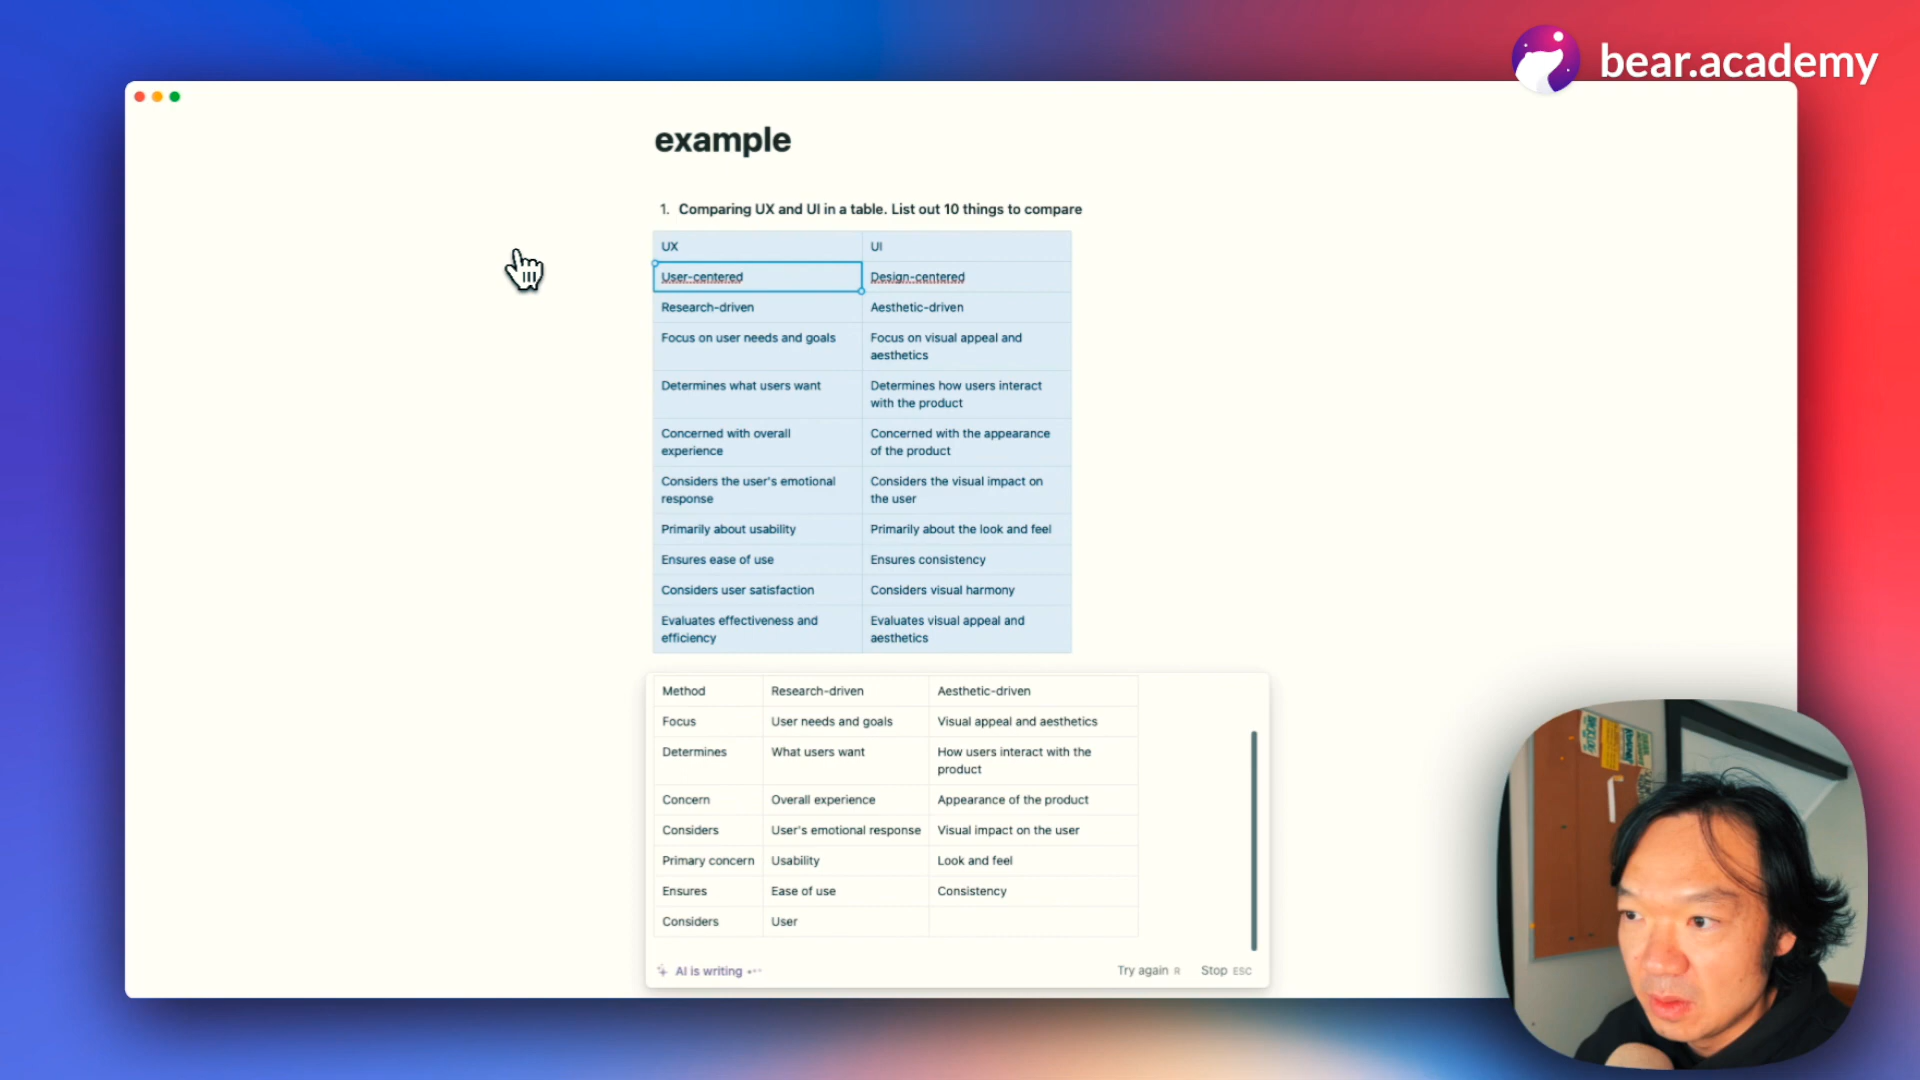 bear.academy
example
1. Comparing UX and UI in a table. List out 10 things to compare
UX UI
User-centered Design-centered
Research-driven Aesthetic-driven
Focus on user needs and goals Focus on visual appeal and
aesthetics
Determines what users want Determines how users interact
with the product
Concerned with overall Concerned with the appearance
experience of the product
Considers the user's emotional Considers the visual impact on
response the user
Primarily about usability Primarily about the look and feel
Ensures ease of use Ensures consistency
Considers user satisfaction Considers visual harmony
Evaluates effectiveness and Evaluates visual appeal and
efficiency aesthetics
Method Research-driven Aesthetic-driven
Focus User needs and goals Visual appeal and aesthetics
Determines What users want How users interact with the
product
Concern Overall experience Appearance of the product
Considers User's emotional response Visual impact on the user
Primary concern Usability Look and feel
Ensures Ease of use Consistency
Considers User
AI is writing Try again R Stop ESC